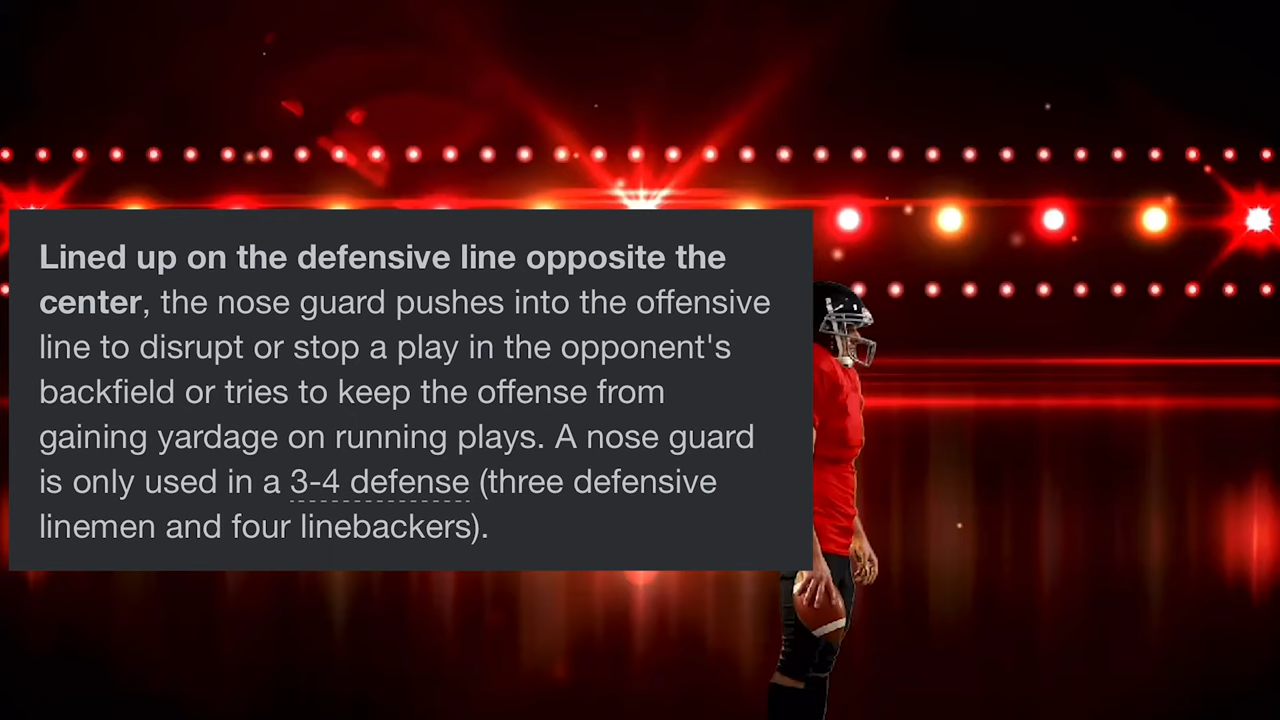 Lined up on the defensive line opposite the
center, the nose guard pushes into the offensive
line to disrupt or stop a play in the opponent's
backfield or tries to keep the offense from
gaining yardage on running plays. A nose guard
is only used in a 3-4 defense (three defensive
linemen and four linebackers).